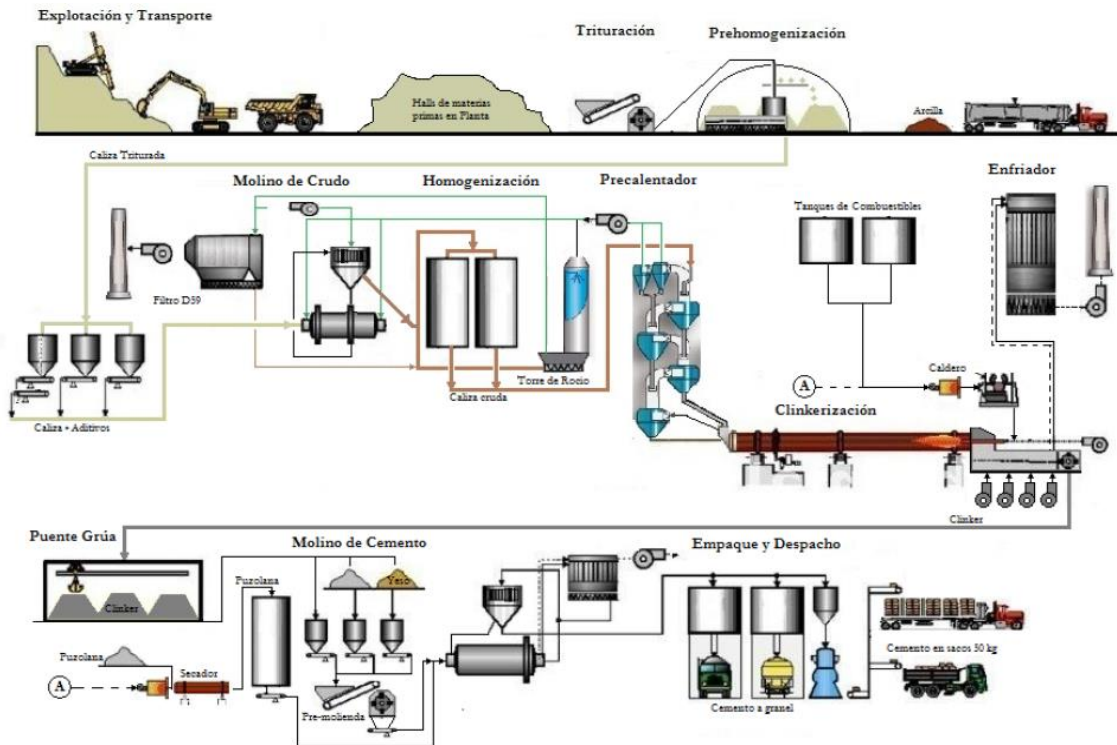 Explotación y Transporte
Trituración
Prehomogenización
Halls de materias
primas en Planta
Arcilla
Caliza Triturada
Molino de Crudo
Homogenización
Precalentador
Enfriador
Tanques de Combustibles
Filtro D59
Torre de Rocio
Caliza cruda
Caldero
A
Clinkerización
Caliza + Aditivos
Clinker
Puente Grúa
Molino de Cemento
Empaque y Despacho
Puzolana
Yeso
Clinker
Puzolana
Secador
A
Pre-molienda
Cemento en sacos 50 kg
Cemento a granel